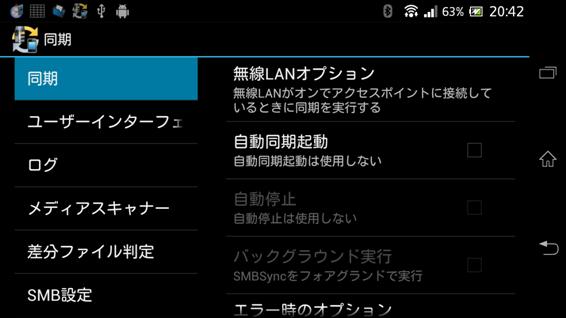 63% 20:42
同期
同期
ユーザーインターフェ
ログ
メディアスキャナー
差分ファイル判定
SMB設定
無線LANオプション
無線LANがオンでアクセスポイントに接続して
いるときに同期を実行する
自動同期起動
自動同期起動は使用しない
自動停止
自動停止は使用しない
バックグラウンド実行
SMBSyncをフォアグランドで実行
エラー時のオプション